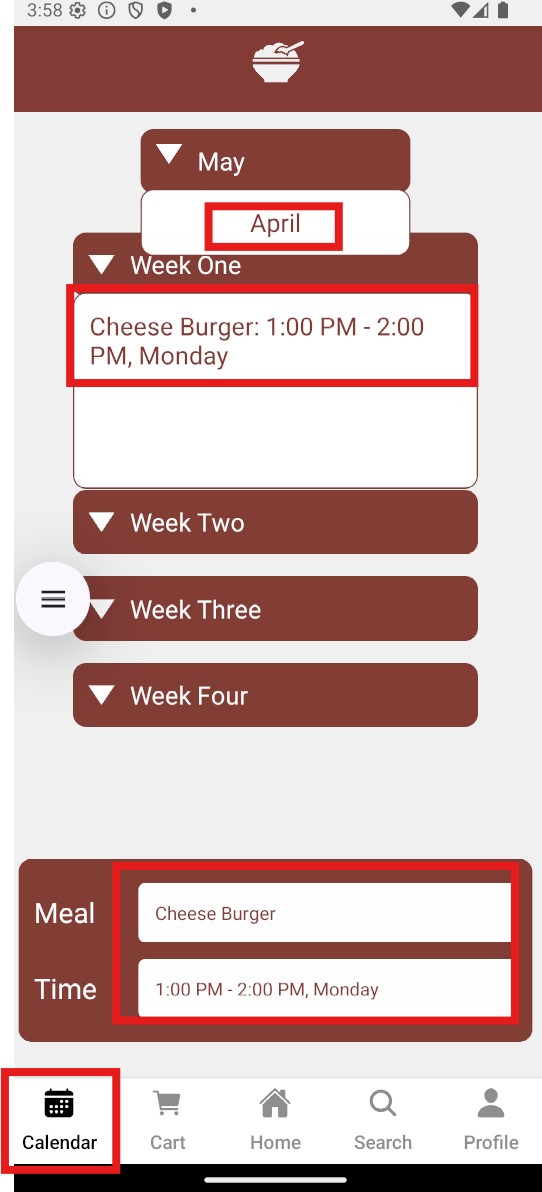 3:58
May
April
Week One
Cheese Burger: 1:00 PM - 2:00
PM, Monday
Week Two
Week Three
Week Four
Meal
Cheese Burger
Time
1:00 PM - 2:00 PM, Monday
Calendar
Cart
Home
Search
Profile